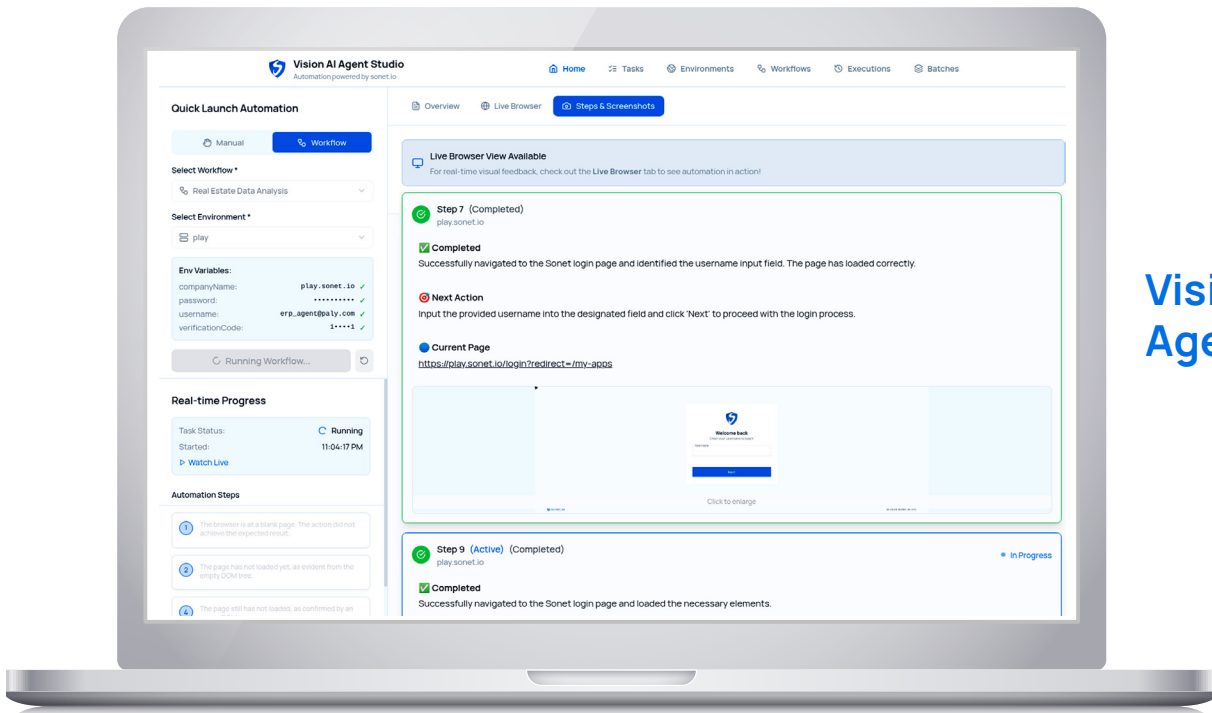 Vision AI Agent Studio
Automation powered by sonet.io
Home
Tasks
Environments
Workflows
Executions
Batches
Quick Launch Automation
Manual
Workflow
Select Workflow *
Real Estate Data Analysis
Select Environment *
play
Env Variables:
companyName: play.sonet.io ✓
password: •••••••••• ✓
username: erp_agent@paly.com ✓
verificationCode: 1••••1 ✓
Running Workflow...
Real-time Progress
Task Status: Running
Started: 11:04:17 PM
Watch Live
Automation Steps
1
The browser is at a blank page. The action did not
achieve the expected result.
2
The page has not loaded yet, as evident from the
empty DOM tree.
4
The page still has not loaded, as confirmed by an
Overview
Live Browser
Steps & Screenshots
Live Browser View Available
For real-time visual feedback, check out the Live Browser tab to see automation in action!
Step 7 (Completed)
play.sonet.io
✅ Completed
Successfully navigated to the Sonet login page and identified the username input field. The page has loaded correctly.
🎯 Next Action
Input the provided username into the designated field and click 'Next' to proceed with the login process.
🔵 Current Page
https://play.sonet.io/login?redirect=/my-apps
Welcome back
Click to enlarge
Step 9 (Active) (Completed)
In Progress
play.sonet.io
✅ Completed
Successfully navigated to the Sonet login page and loaded the necessary elements.
Visi
Age